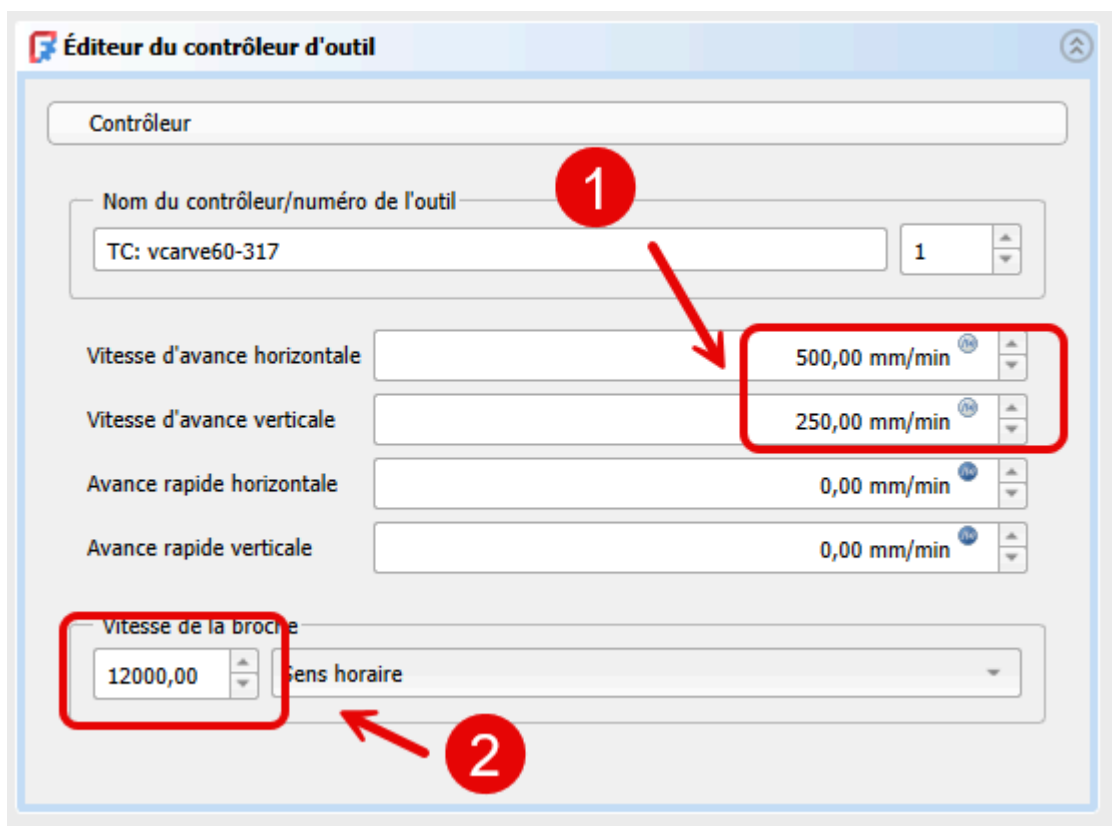 Éditeur du contrôleur d'outil
Contrôleur
1
Nom du contrôleur/numéro de l'outil
TC: vcarve60-317 1
Vitesse d'avance horizontale 500,00 mm/min
Vitesse d'avance verticale 250,00 mm/min
Avance rapide horizontale 0,00 mm/min
Avance rapide verticale 0,00 mm/min
Vitesse de la broche
12000,00 Sens horaire
2